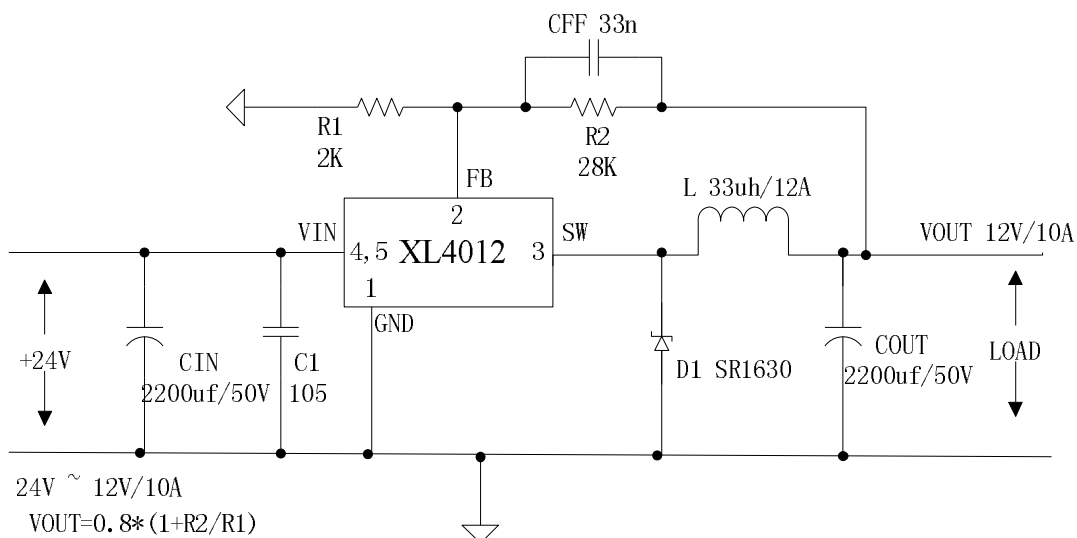 CFF 33n
R1
2K
R2
28K
FB
L 33uh/12A
2
VIN
SW
VOUT 12V/10A
4,5 XL4012 3
1
GND
+24V
CIN
2200uf/50V
C1
105
D1 SR1630
COUT
2200uf/50V
LOAD
24V ~ 12V/10A
VOUT=0.8*(1+R2/R1)